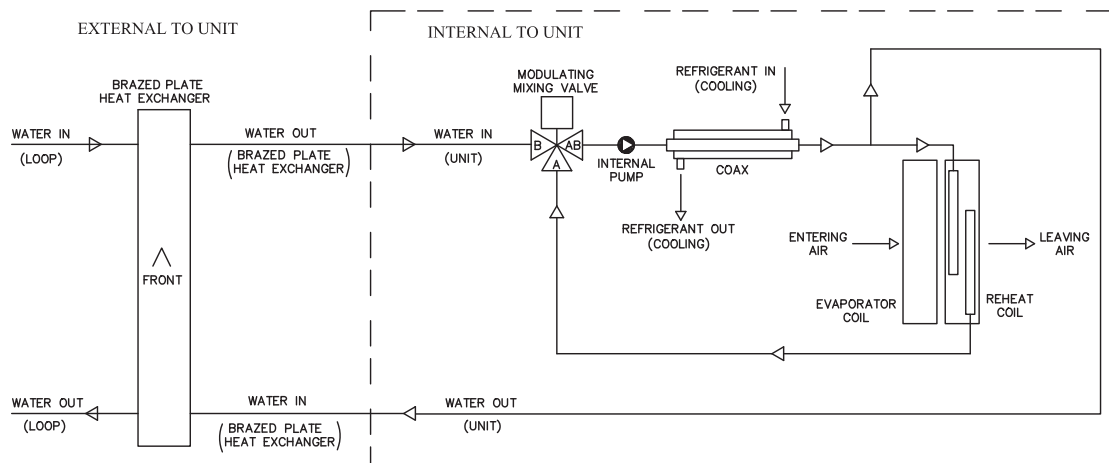 EXTERNAL TO UNIT
INTERNAL TO UNIT
BRAZED PLATE
HEAT EXCHANGER
WATER IN
(LOOP)
WATER OUT
(BRAZED PLATE
HEAT EXCHANGER)
WATER IN
(UNIT)
MODULATING
MIXING VALVE
B
AB
A
INTERNAL
PUMP
REFRIGERANT IN
(COOLING)
COAX
REFRIGERANT OUT
(COOLING)
ENTERING
AIR
LEAVING
AIR
EVAPORATOR
COIL
REHEAT
COIL
FRONT
WATER OUT
(LOOP)
WATER IN
(BRAZED PLATE
HEAT EXCHANGER)
WATER OUT
(UNIT)